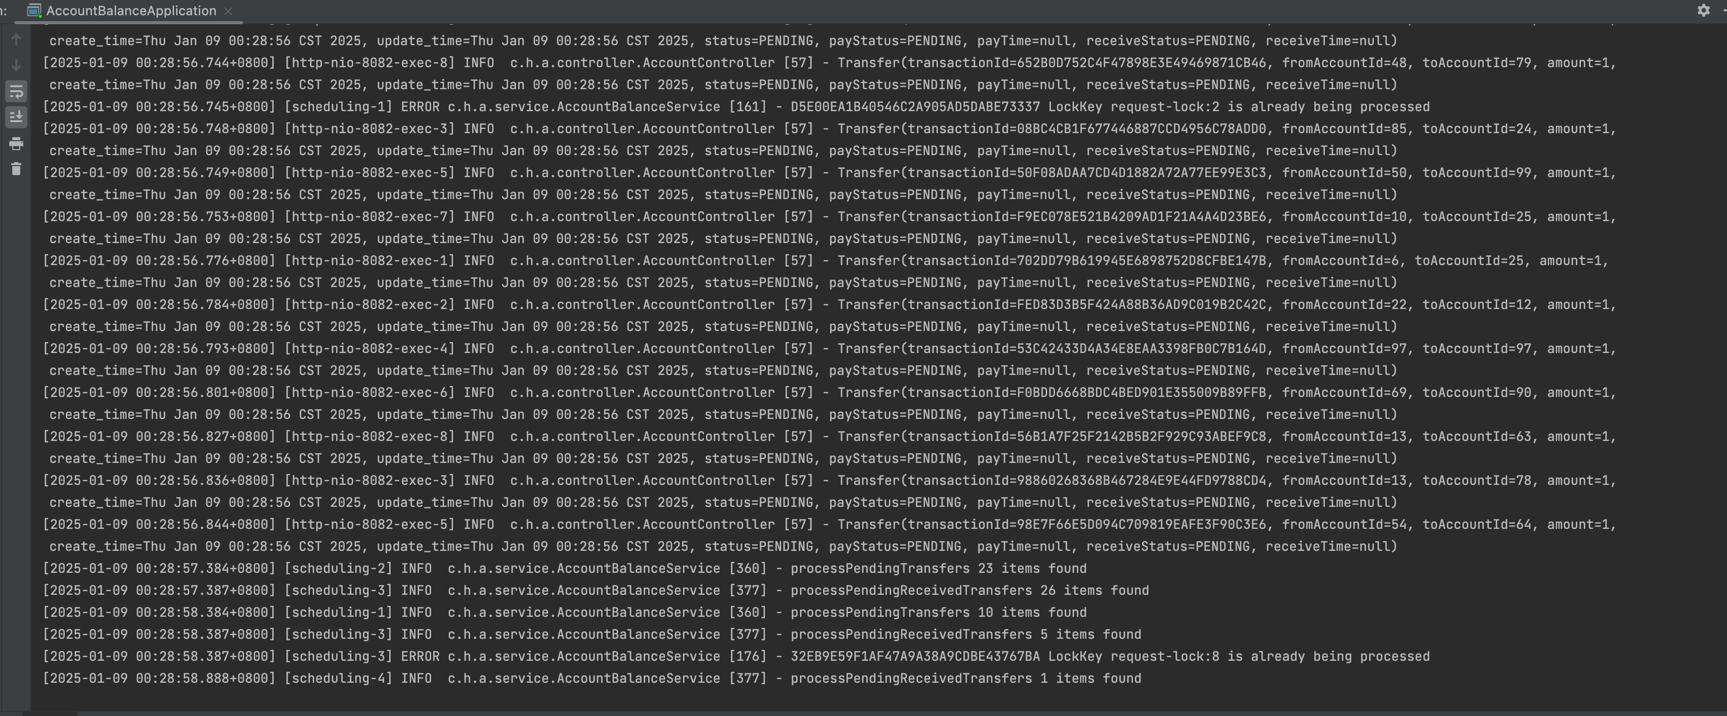 AccountBalanceApplication
create_time=Thu Jan 09 00:28:56 CST 2025, update_time=Thu Jan 09 00:28:56 CST 2025, status=PENDING, payStatus=PENDING, payTime=null, receiveStatus=PENDING, receiveTime=null)
[2025-01-09 00:28:56.744+0800] [http-nio-8082-exec-8] INFO  c.h.a.controller.AccountController [57] - Transfer(transactionId=652B0D752C4F47898E3E49469871CB46, fromAccountId=48, toAccountId=79, amount=1,
create_time=Thu Jan 09 00:28:56 CST 2025, update_time=Thu Jan 09 00:28:56 CST 2025, status=PENDING, payStatus=PENDING, payTime=null, receiveStatus=PENDING, receiveTime=null)
[2025-01-09 00:28:56.745+0800] [scheduling-1] ERROR c.h.a.service.AccountBalanceService [161] - D5E00EA1B40546C2A905AD5DABE73337 LockKey request-lock:2 is already being processed
[2025-01-09 00:28:56.748+0800] [http-nio-8082-exec-3] INFO  c.h.a.controller.AccountController [57] - Transfer(transactionId=08BC4CB1F677446887CCD4956C78ADD0, fromAccountId=85, toAccountId=24, amount=1,
create_time=Thu Jan 09 00:28:56 CST 2025, update_time=Thu Jan 09 00:28:56 CST 2025, status=PENDING, payStatus=PENDING, payTime=null, receiveStatus=PENDING, receiveTime=null)
[2025-01-09 00:28:56.749+0800] [http-nio-8082-exec-5] INFO  c.h.a.controller.AccountController [57] - Transfer(transactionId=50F08ADAA7CD4D1882A72A77EE99E3C3, fromAccountId=50, toAccountId=99, amount=1,
create_time=Thu Jan 09 00:28:56 CST 2025, update_time=Thu Jan 09 00:28:56 CST 2025, status=PENDING, payStatus=PENDING, payTime=null, receiveStatus=PENDING, receiveTime=null)
[2025-01-09 00:28:56.753+0800] [http-nio-8082-exec-7] INFO  c.h.a.controller.AccountController [57] - Transfer(transactionId=F9EC078E521B4209AD1F21A4A4D23BE6, fromAccountId=10, toAccountId=25, amount=1,
create_time=Thu Jan 09 00:28:56 CST 2025, update_time=Thu Jan 09 00:28:56 CST 2025, status=PENDING, payStatus=PENDING, payTime=null, receiveStatus=PENDING, receiveTime=null)
[2025-01-09 00:28:56.776+0800] [http-nio-8082-exec-1] INFO  c.h.a.controller.AccountController [57] - Transfer(transactionId=702DD79B619945E6898752D8CFBE147B, fromAccountId=6, toAccountId=25, amount=1,
create_time=Thu Jan 09 00:28:56 CST 2025, update_time=Thu Jan 09 00:28:56 CST 2025, status=PENDING, payStatus=PENDING, payTime=null, receiveStatus=PENDING, receiveTime=null)
[2025-01-09 00:28:56.784+0800] [http-nio-8082-exec-2] INFO  c.h.a.controller.AccountController [57] - Transfer(transactionId=FED83D3B5F424A88B36AD9C019B2C42C, fromAccountId=22, toAccountId=12, amount=1,
create_time=Thu Jan 09 00:28:56 CST 2025, update_time=Thu Jan 09 00:28:56 CST 2025, status=PENDING, payStatus=PENDING, payTime=null, receiveStatus=PENDING, receiveTime=null)
[2025-01-09 00:28:56.793+0800] [http-nio-8082-exec-4] INFO  c.h.a.controller.AccountController [57] - Transfer(transactionId=53C42433D4A34E8EAA3398FB0C7B164D, fromAccountId=97, toAccountId=97, amount=1,
create_time=Thu Jan 09 00:28:56 CST 2025, update_time=Thu Jan 09 00:28:56 CST 2025, status=PENDING, payStatus=PENDING, payTime=null, receiveStatus=PENDING, receiveTime=null)
[2025-01-09 00:28:56.801+0800] [http-nio-8082-exec-6] INFO  c.h.a.controller.AccountController [57] - Transfer(transactionId=F0BDD6668BDC4BED901E355009B89FFB, fromAccountId=69, toAccountId=90, amount=1,
create_time=Thu Jan 09 00:28:56 CST 2025, update_time=Thu Jan 09 00:28:56 CST 2025, status=PENDING, payStatus=PENDING, payTime=null, receiveStatus=PENDING, receiveTime=null)
[2025-01-09 00:28:56.827+0800] [http-nio-8082-exec-8] INFO  c.h.a.controller.AccountController [57] - Transfer(transactionId=56B1A7F25F2142B5B2F929C93ABEF9C8, fromAccountId=13, toAccountId=63, amount=1,
create_time=Thu Jan 09 00:28:56 CST 2025, update_time=Thu Jan 09 00:28:56 CST 2025, status=PENDING, payStatus=PENDING, payTime=null, receiveStatus=PENDING, receiveTime=null)
[2025-01-09 00:28:56.836+0800] [http-nio-8082-exec-3] INFO  c.h.a.controller.AccountController [57] - Transfer(transactionId=98860268368B467284E9E44FD9788CD4, fromAccountId=13, toAccountId=78, amount=1,
create_time=Thu Jan 09 00:28:56 CST 2025, update_time=Thu Jan 09 00:28:56 CST 2025, status=PENDING, payStatus=PENDING, payTime=null, receiveStatus=PENDING, receiveTime=null)
[2025-01-09 00:28:56.844+0800] [http-nio-8082-exec-5] INFO  c.h.a.controller.AccountController [57] - Transfer(transactionId=98E7F66E5D094C709819EAFE3F90C3E6, fromAccountId=54, toAccountId=64, amount=1,
create_time=Thu Jan 09 00:28:56 CST 2025, update_time=Thu Jan 09 00:28:56 CST 2025, status=PENDING, payStatus=PENDING, payTime=null, receiveStatus=PENDING, receiveTime=null)
[2025-01-09 00:28:57.384+0800] [scheduling-2] INFO  c.h.a.service.AccountBalanceService [360] - processPendingTransfers 23 items found
[2025-01-09 00:28:57.387+0800] [scheduling-3] INFO  c.h.a.service.AccountBalanceService [377] - processPendingReceivedTransfers 26 items found
[2025-01-09 00:28:58.384+0800] [scheduling-1] INFO  c.h.a.service.AccountBalanceService [360] - processPendingTransfers 10 items found
[2025-01-09 00:28:58.387+0800] [scheduling-3] INFO  c.h.a.service.AccountBalanceService [377] - processPendingReceivedTransfers 5 items found
[2025-01-09 00:28:58.387+0800] [scheduling-3] ERROR c.h.a.service.AccountBalanceService [176] - 32EB9E59F1AF47A9A38A9CDBE43767BA LockKey request-lock:8 is already being processed
[2025-01-09 00:28:58.888+0800] [scheduling-4] INFO  c.h.a.service.AccountBalanceService [377] - processPendingReceivedTransfers 1 items found